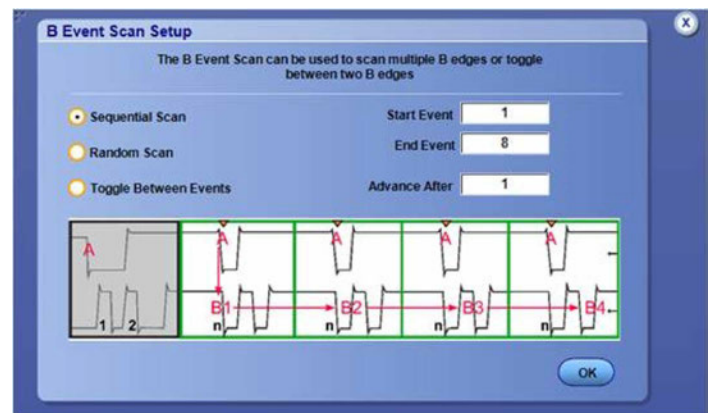 B Event Scan Setup
X
The B Event Scan can be used to scan multiple B edges or toggle
between two B edges
Sequential Scan
Start Event 1
Random Scan
End Event 8
Toggle Between Events
Advance After 1
A A A A A
B1 B2 B3 B4
1 2 n n n n
OK